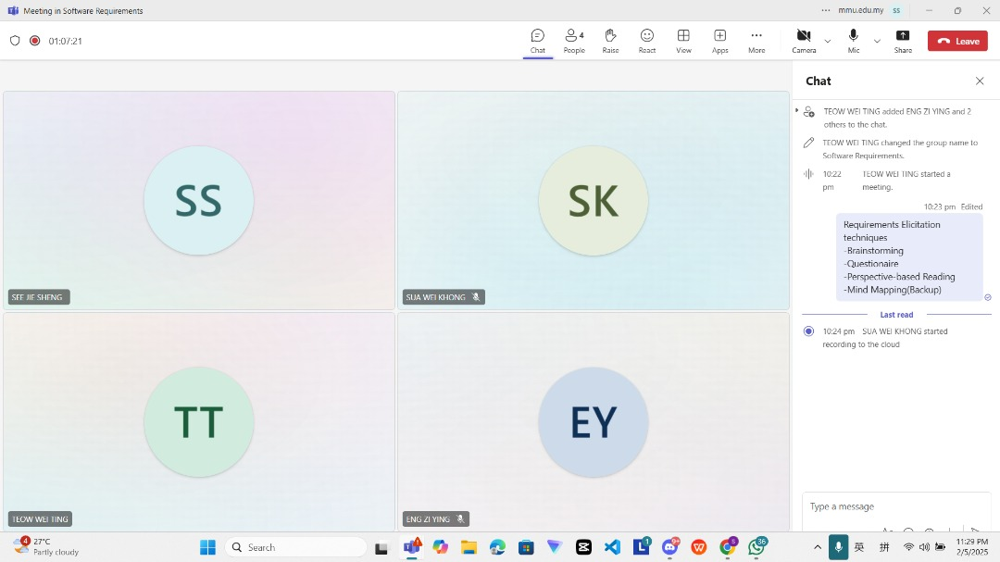 Meeting in Software Requirements
mmu.edu.my
SS
01:07:21
Chat
4
People
Raise
React
View
Apps
More
Camera
Mic
Share
Leave
Chat
TEOW WEI TING added ENG ZI YING and 2
others to the chat.
TEOW WEI TING changed the group name to
Software Requirements.
10:22
pm
TEOW WEI TING started a
meeting.
10:23 pm Edited
Requirements Elicitation
techniques
-Brainstorming
-Questionaire
-Perspective-based Reading
-Mind Mapping(Backup)
Last read
10:24 pm SUA WEI KHONG started
recording to the cloud
Type a message
SS
SEE JIE SHENG
SK
SUA WEI KHONG
TT
TEOW WEI TING
EY
ENG ZI YING
4
27°C
Partly cloudy
Search
1
9+
8
36
英
拼
11:29 PM
2/5/2025